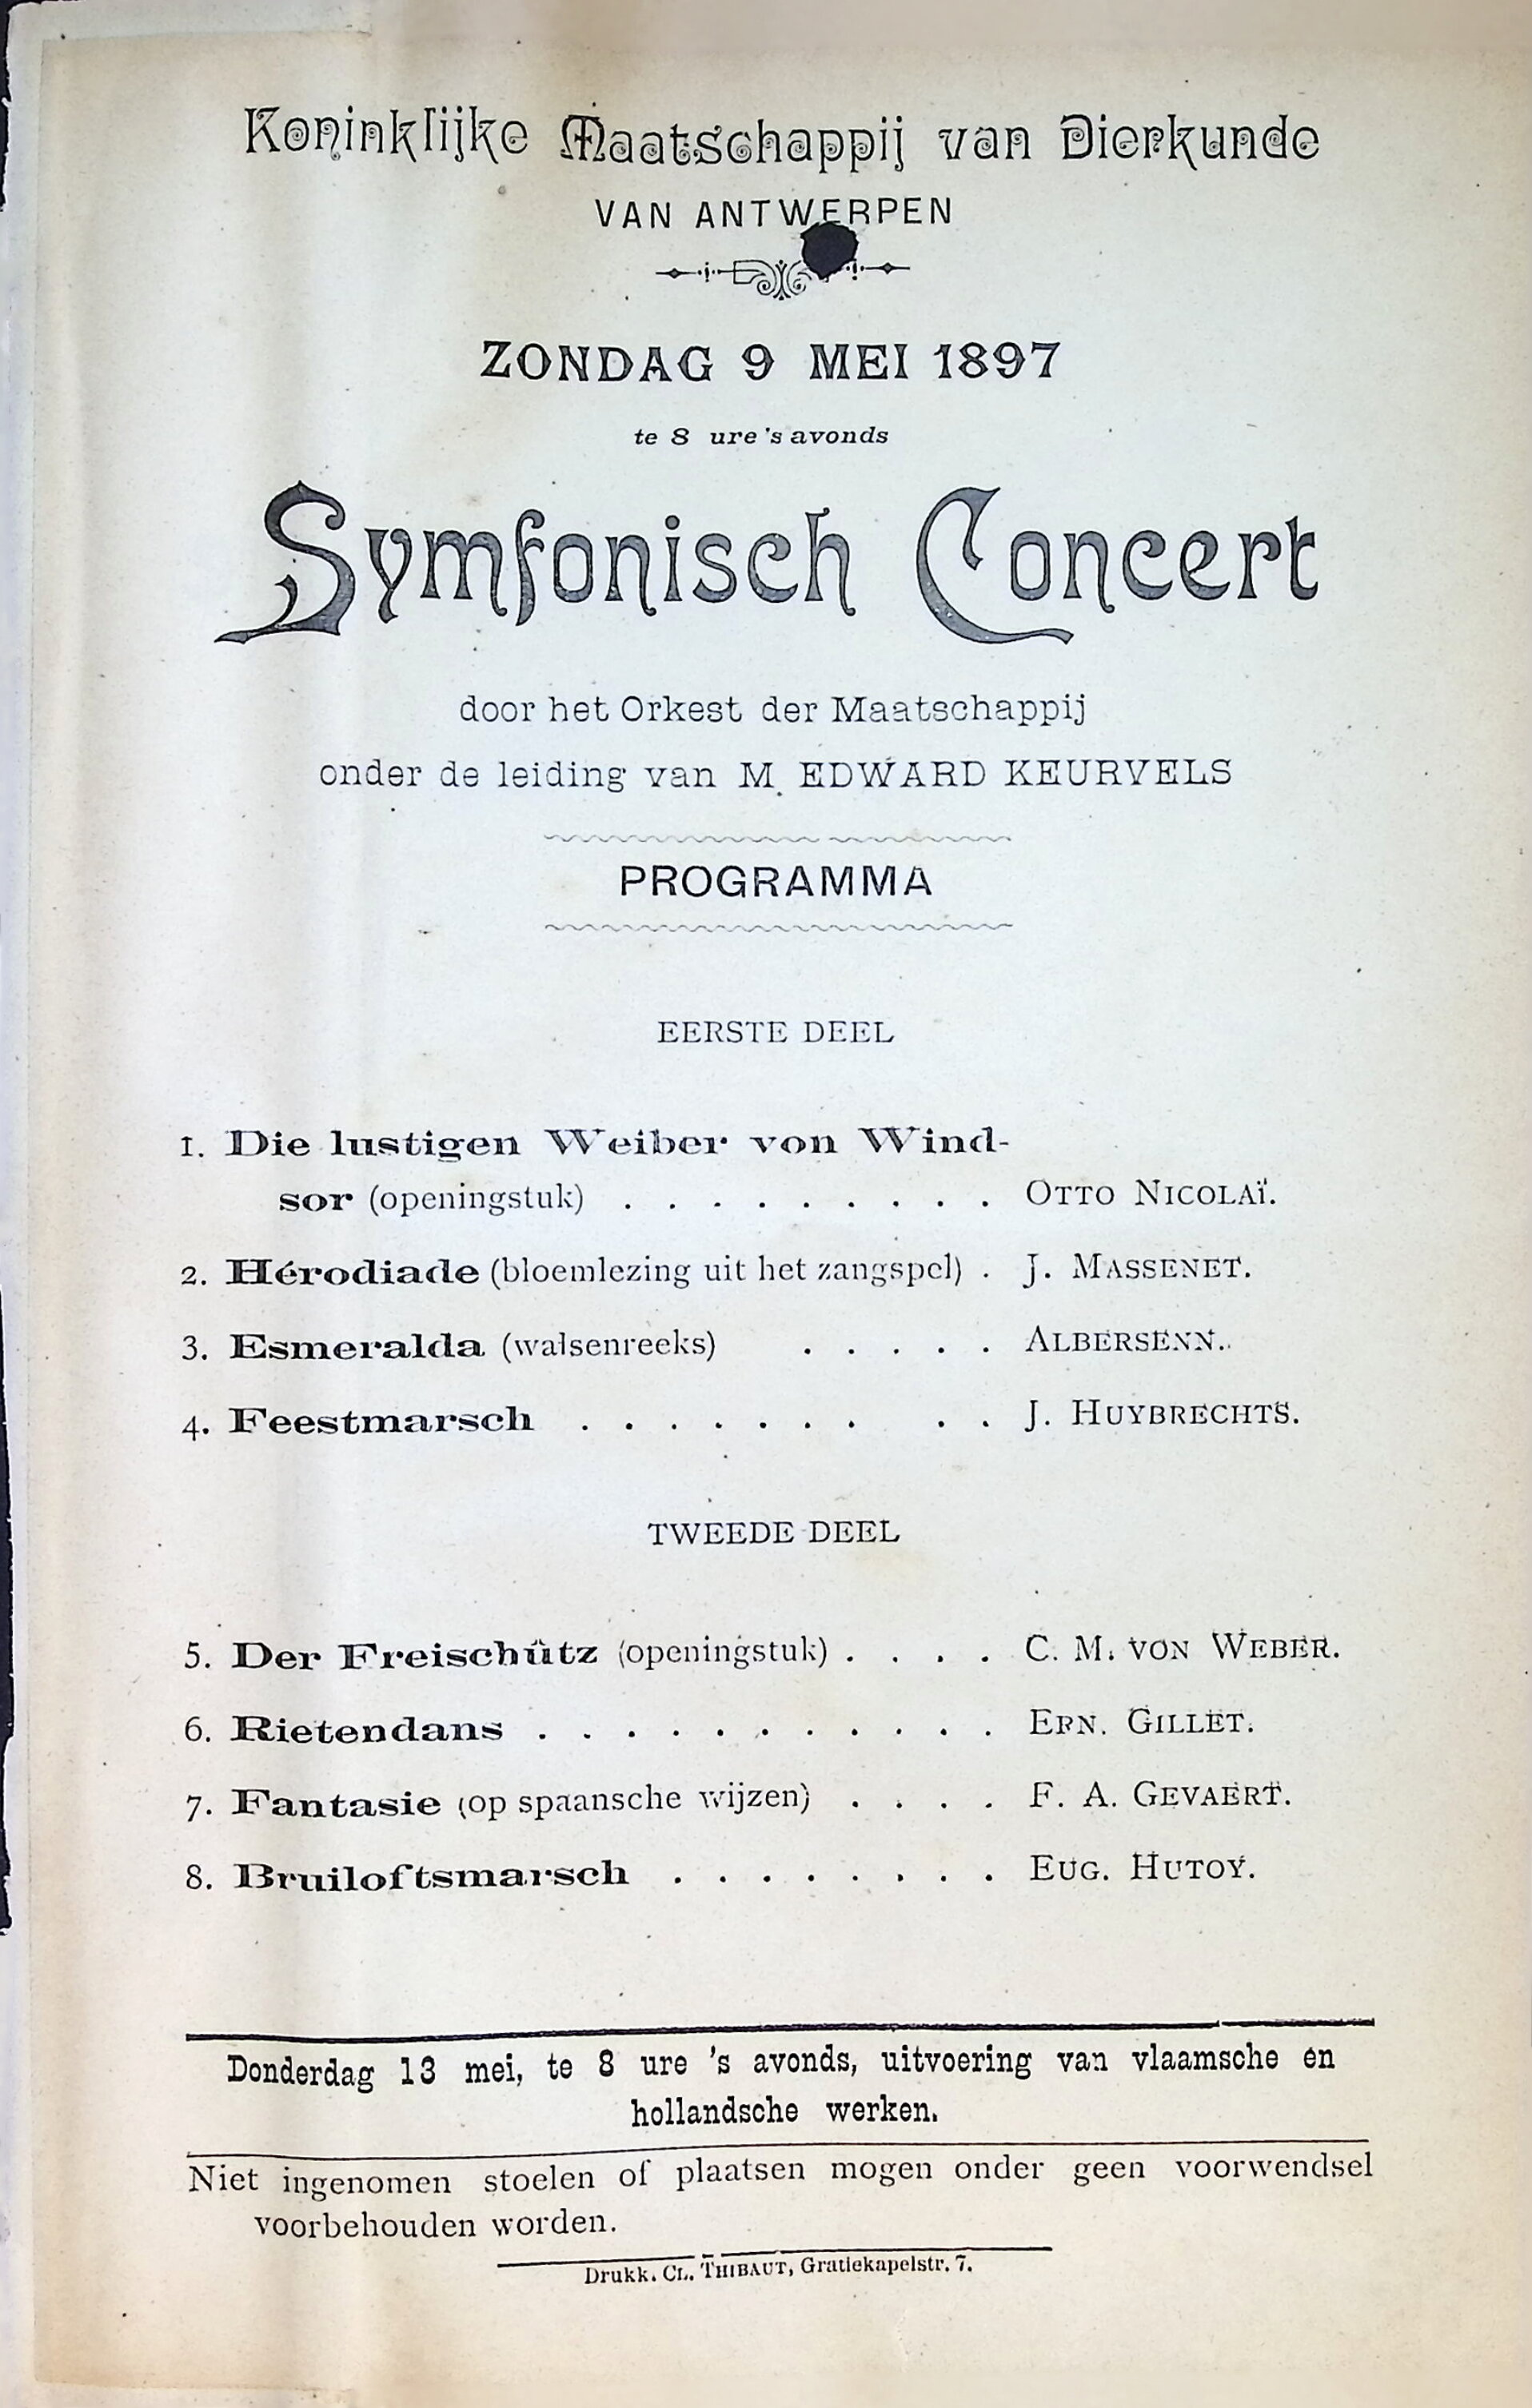 Koninklijke Maatschappij van Dierkunde
VAN ANTWERPEN
ZONDAG 9 MEI 1897
te 8 ure 's avonds
Symfonisch Concert
door het Orkest der Maatschappij
onder de leiding van M. EDWARD KEURVELS
PROGRAMMA
EERSTE DEEL
1. Die lustigen Weiber von Wind-
sor (openingstuk) . . . . . . . . . OTTO NICOLAÏ.
2. Hérodiade (bloemlezing uit het zangspel) . J. MASSENET.
3. Esmeralda (walsenreeks) . . . . . ALBERSENN.
4. Feestmarsch . . . . . . . . . J. HUYBRECHTS.
TWEEDE DEEL
5. Der Freischütz (openingstuk) . . . . C. M. VON WEBER.
6. Rietendans . . . . . . . . . . . ERN. GILLET.
7. Fantasie (op spaansche wijzen) . . . . F. A. GEVAERT.
8. Bruiloftsmarsch . . . . . . . . EUG. HUTOY.
Donderdag 13 mei, te 8 ure 's avonds, uitvoering van vlaamsche en
hollandsche werken.
Niet ingenomen stoelen of plaatsen mogen onder geen voorwendsel
voorbehouden worden.
Drukk. CL. THIBAUT, Gratiekapelstr. 7.